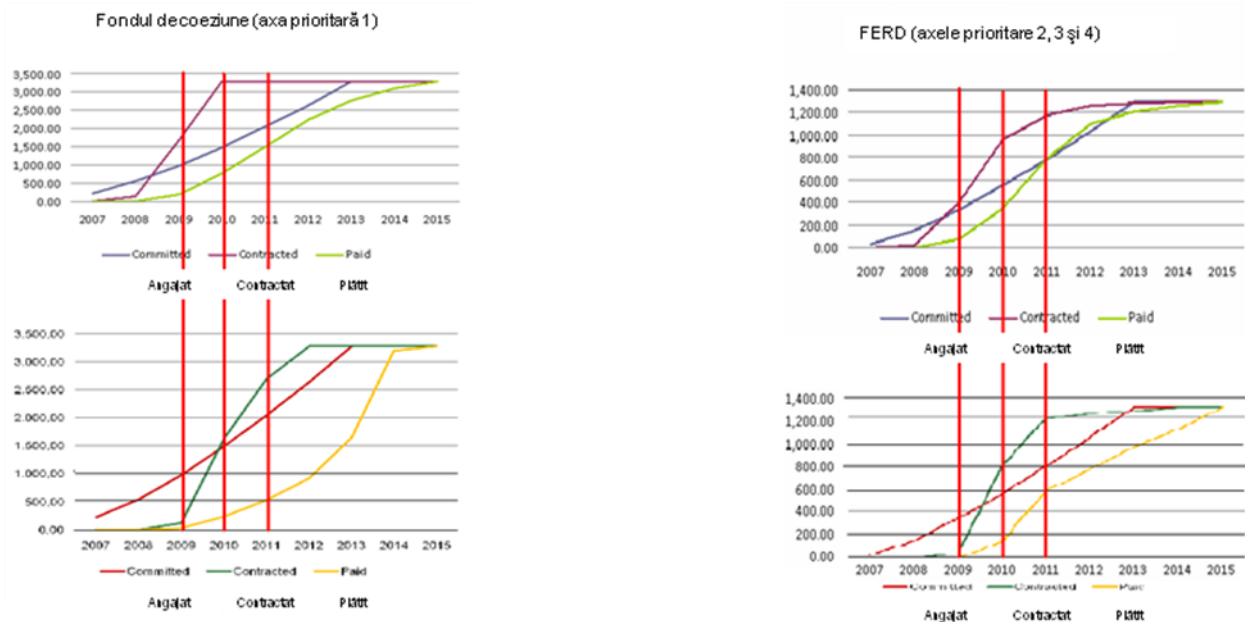 Fondul decoeziune (axa prioritară 1)
3,500.00
3,000.00
2,500.00
2,000.00
1,500.00
1,000.00
500.00
0.00
2007 2008 2009 2010 2011 2012 2013 2014 2015
Committed Contracted Paid
Angajat Contractat Plătit
3,500.00
3,000.00
2,500.00
2,000.00
1,500.00
1,000.00
500,00
0.00
2007 2008 2009 2010 2011 2012 2013 2014 2015
Committed Contracted Paid
Angajat Contractat Plătit
FERD (axele prioritare 2, 3 şi 4)
1,400.00
1,200.00
1,000.00
800.00
600.00
400.00
200.00
0.00
2007 2008 2009 2010 2011 2012 2013 2014 2015
Committed Contracted Paid
Angajat Contractat Plătit
1,400.00
1,200.00
1,000.00
800.00
600.00
400.00
200.00
0.00
2007 2008 2009 2010 2011 2012 2013 2014 2015
Committed Contracted Paid
Angajat Contractat Plătit